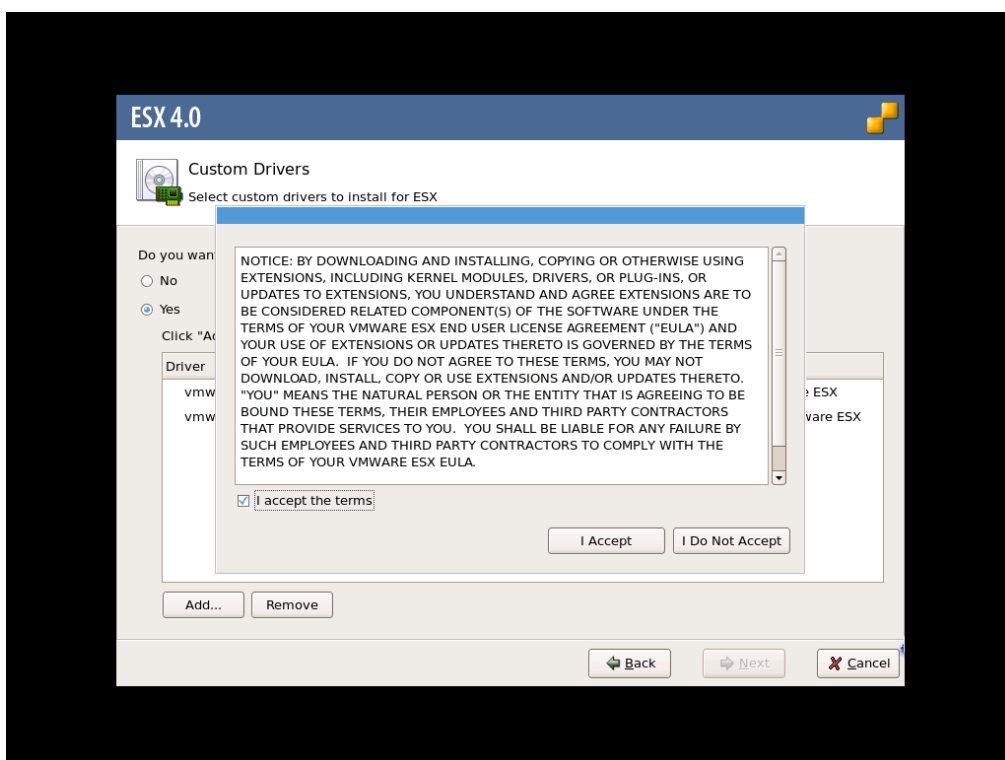 ESX 4.0
Custom Drivers
Select custom drivers to install for ESX
Do you wan
No
Yes
Click "Ad
Driver
vmw
e ESX
vmw
ware ESX
NOTICE: BY DOWNLOADING AND INSTALLING, COPYING OR OTHERWISE USING
EXTENSIONS, INCLUDING KERNEL MODULES, DRIVERS, OR PLUG-INS, OR
UPDATES TO EXTENSIONS, YOU UNDERSTAND AND AGREE EXTENSIONS ARE TO
BE CONSIDERED RELATED COMPONENT(S) OF THE SOFTWARE UNDER THE
TERMS OF YOUR VMWARE ESX END USER LICENSE AGREEMENT ("EULA") AND
YOUR USE OF EXTENSIONS OR UPDATES THERETO IS GOVERNED BY THE TERMS
OF YOUR EULA.  IF YOU DO NOT AGREE TO THESE TERMS, YOU MAY NOT
DOWNLOAD, INSTALL, COPY OR USE EXTENSIONS AND/OR UPDATES THERETO.
"YOU" MEANS THE NATURAL PERSON OR THE ENTITY THAT IS AGREEING TO BE
BOUND THESE TERMS, THEIR EMPLOYEES AND THIRD PARTY CONTRACTORS
THAT PROVIDE SERVICES TO YOU.  YOU SHALL BE LIABLE FOR ANY FAILURE BY
SUCH EMPLOYEES AND THIRD PARTY CONTRACTORS TO COMPLY WITH THE
TERMS OF YOUR VMWARE ESX EULA.
I accept the terms
I Accept
I Do Not Accept
Add...
Remove
Back
Next
Cancel